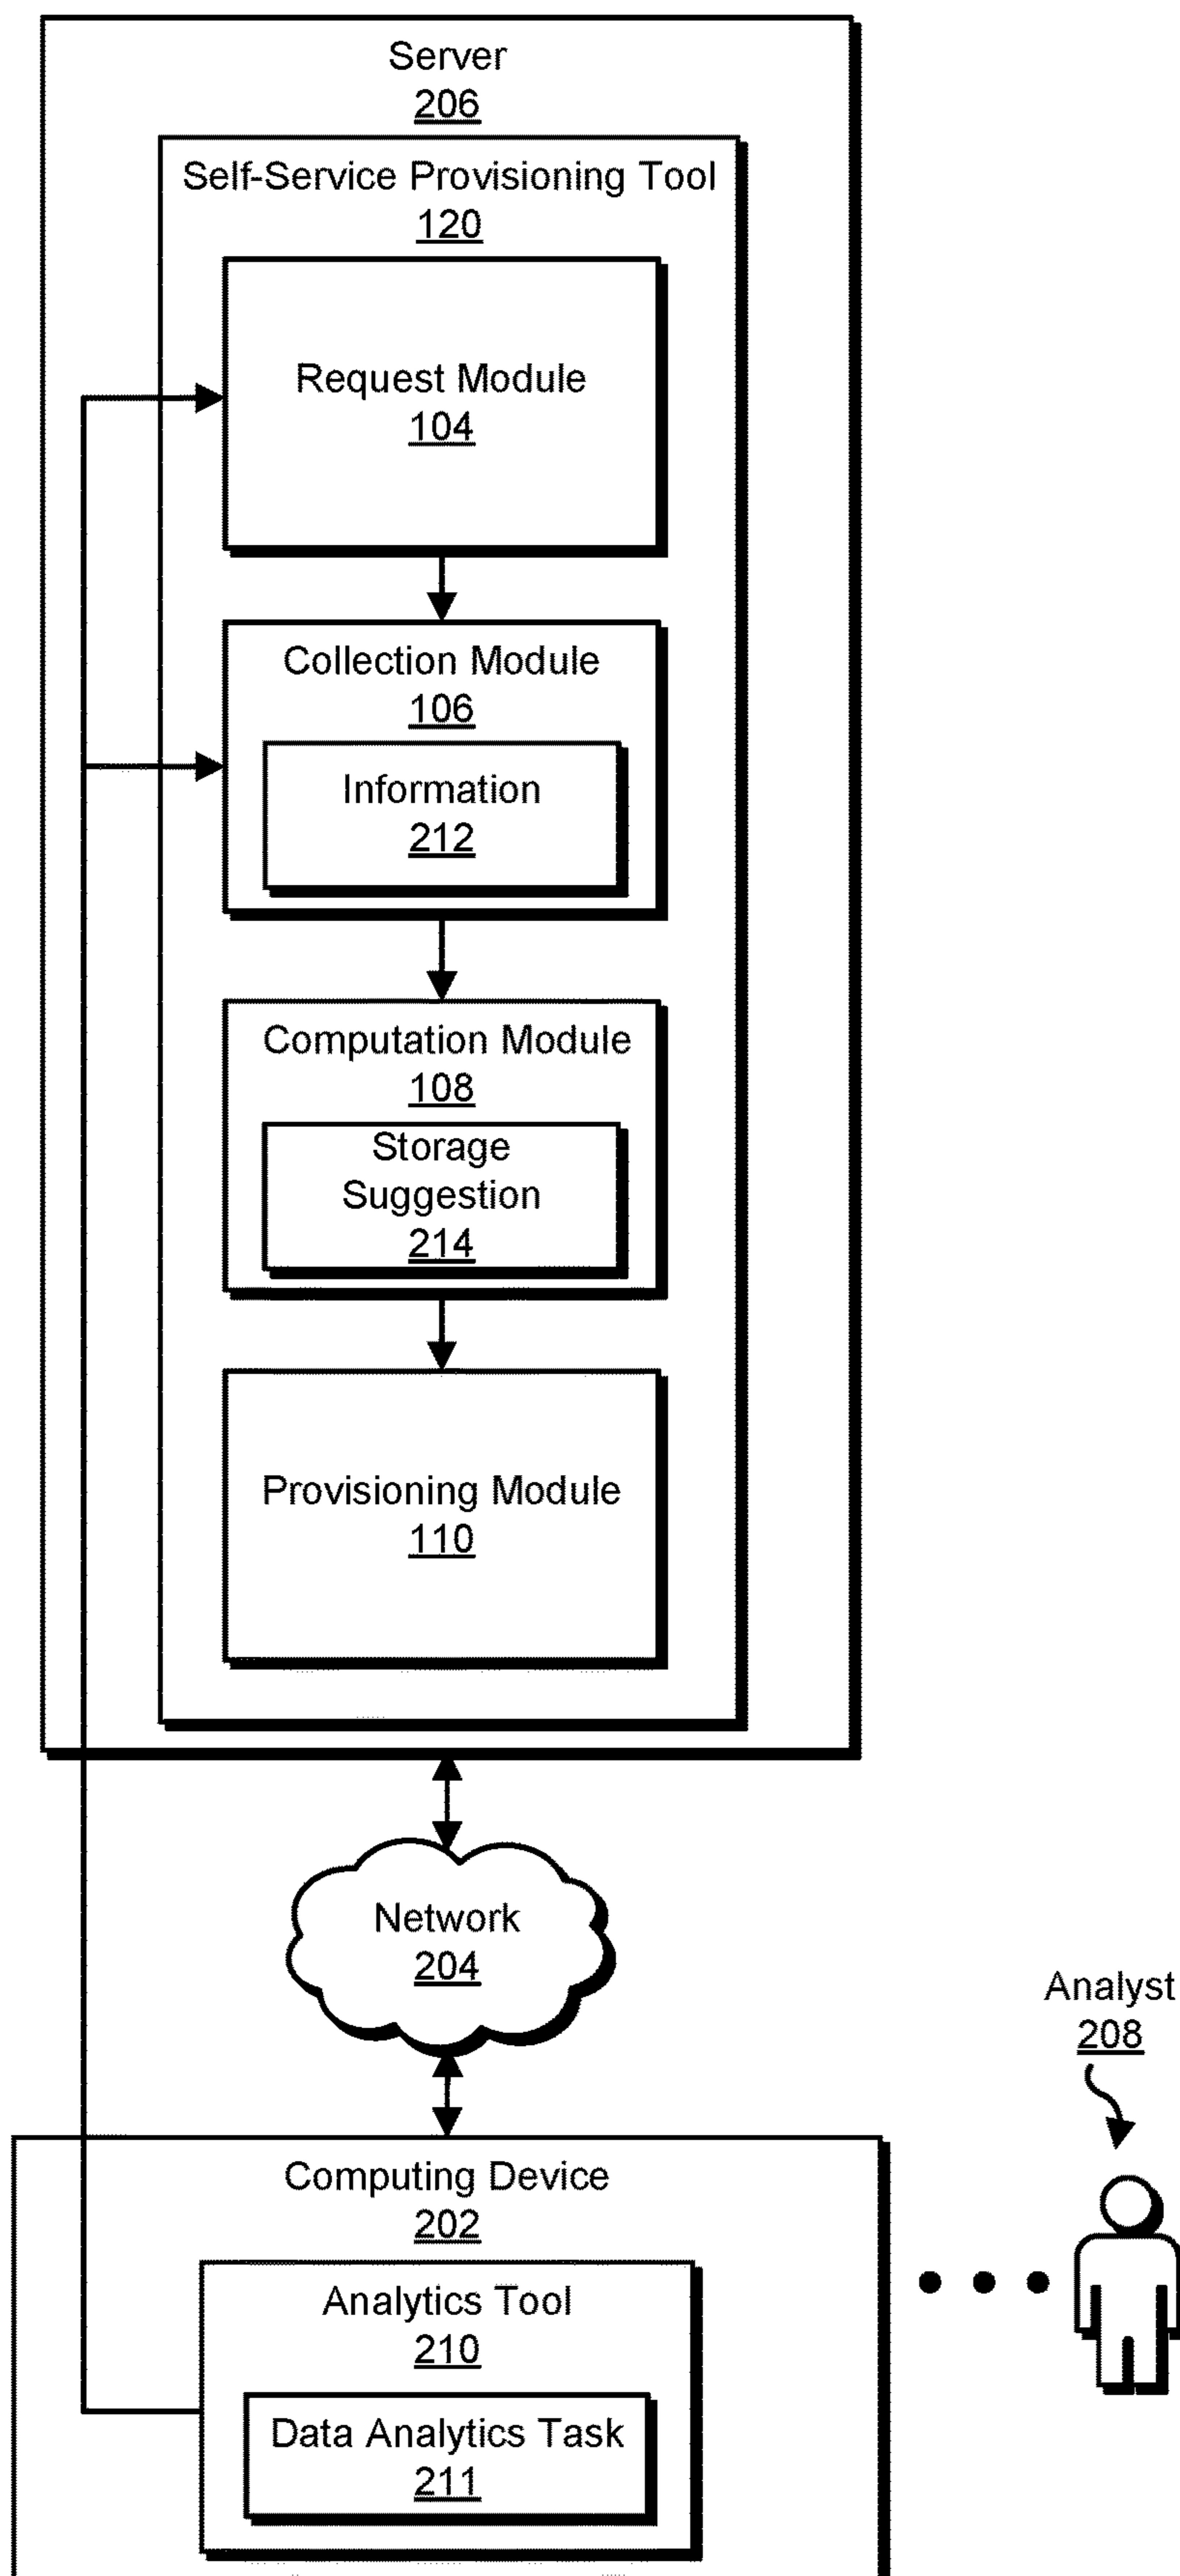 Server
206
Self-Service Provisioning Tool
120
Request Module
104
Collection Module
106
Information
212
Computation Module
108
Storage
Suggestion
214
Provisioning Module
110
Network
204
Analyst
208
Computing Device
202
Analytics Tool
210
Data Analytics Task
211